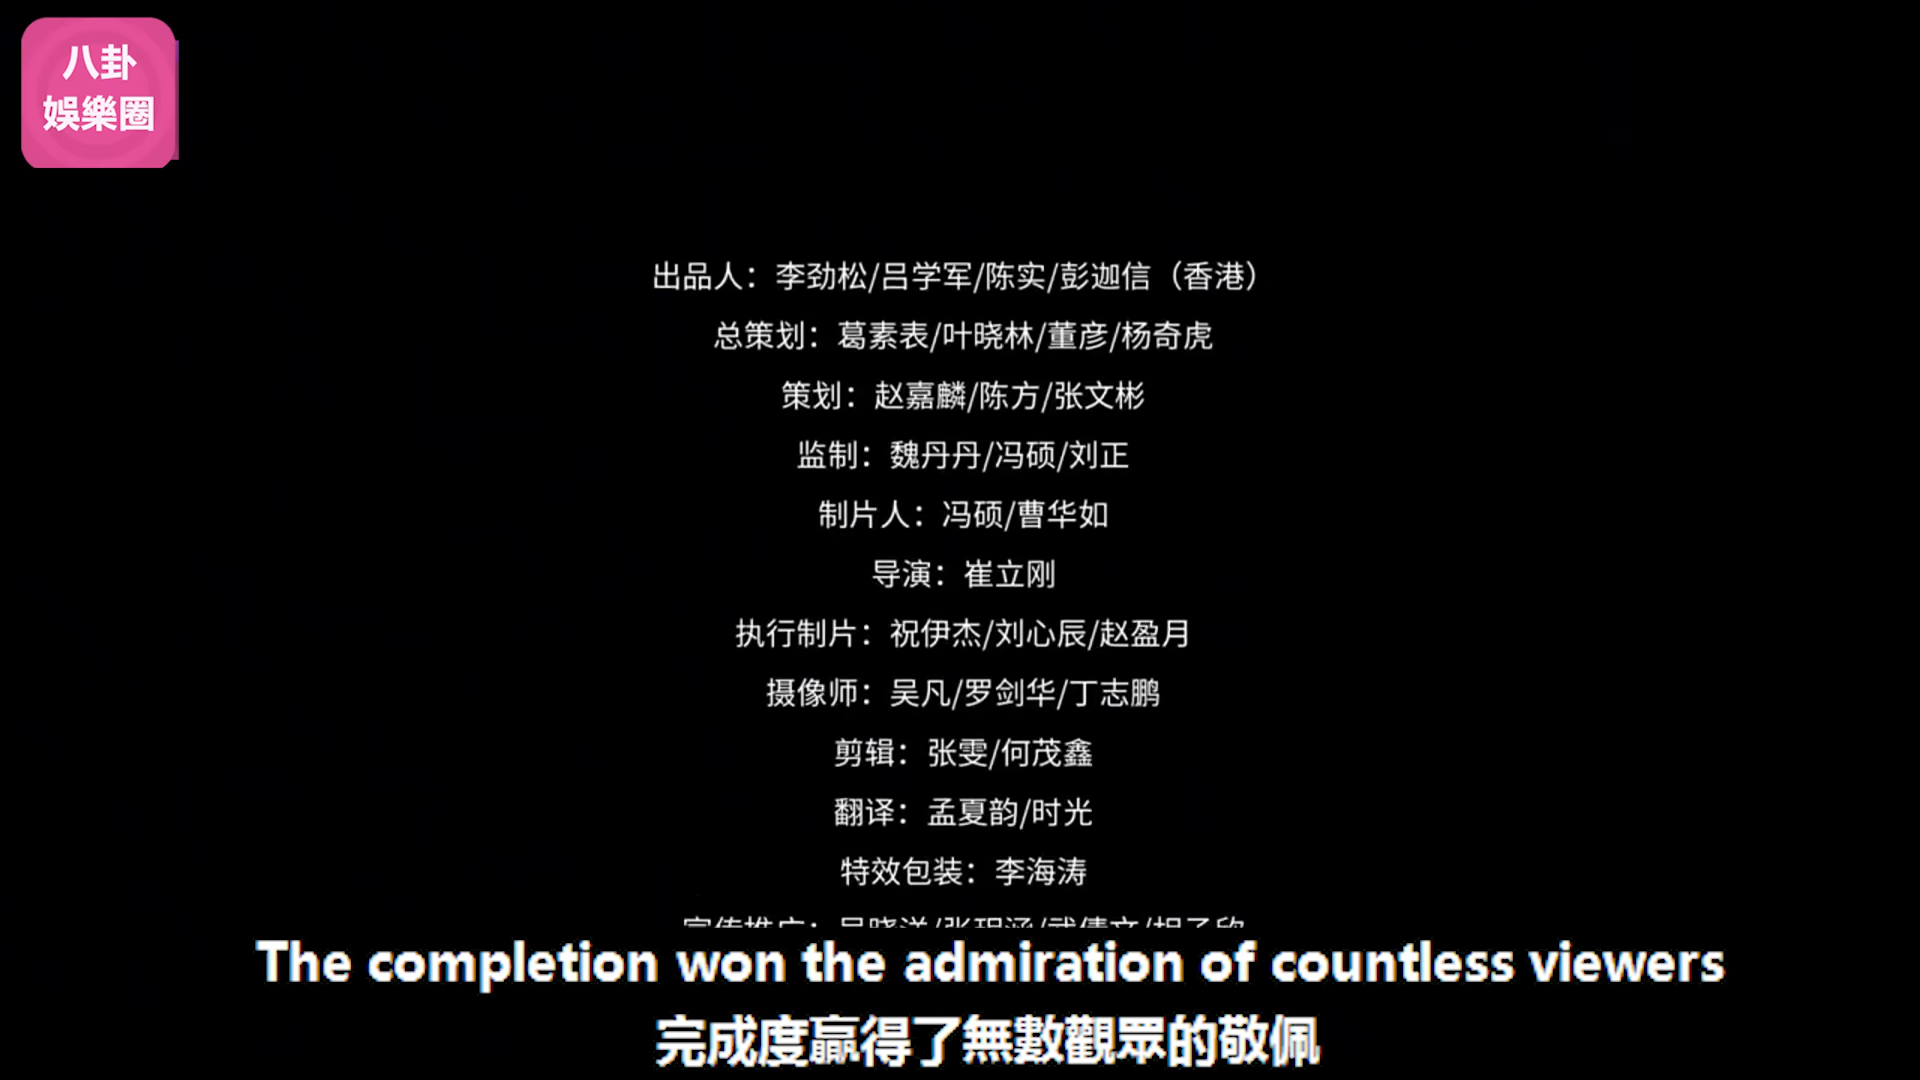 八卦
娛樂圈
出品人：李劲松/吕学军/陈实/彭迦信（香港）
总策划：葛素表/叶晓林/董彦/杨奇虎
策划：赵嘉麟/陈方/张文彬
监制：魏丹丹/冯硕/刘正
制片人：冯硕/曹华如
导演：崔立刚
执行制片：祝伊杰/刘心辰/赵盈月
摄像师：吴凡/罗剑华/丁志鹏
剪辑：张雯/何茂鑫
翻译：孟夏韵/时光
特效包装：李海涛
The completion won the admiration of countless viewers
完成度贏得了無數觀眾的敬佩